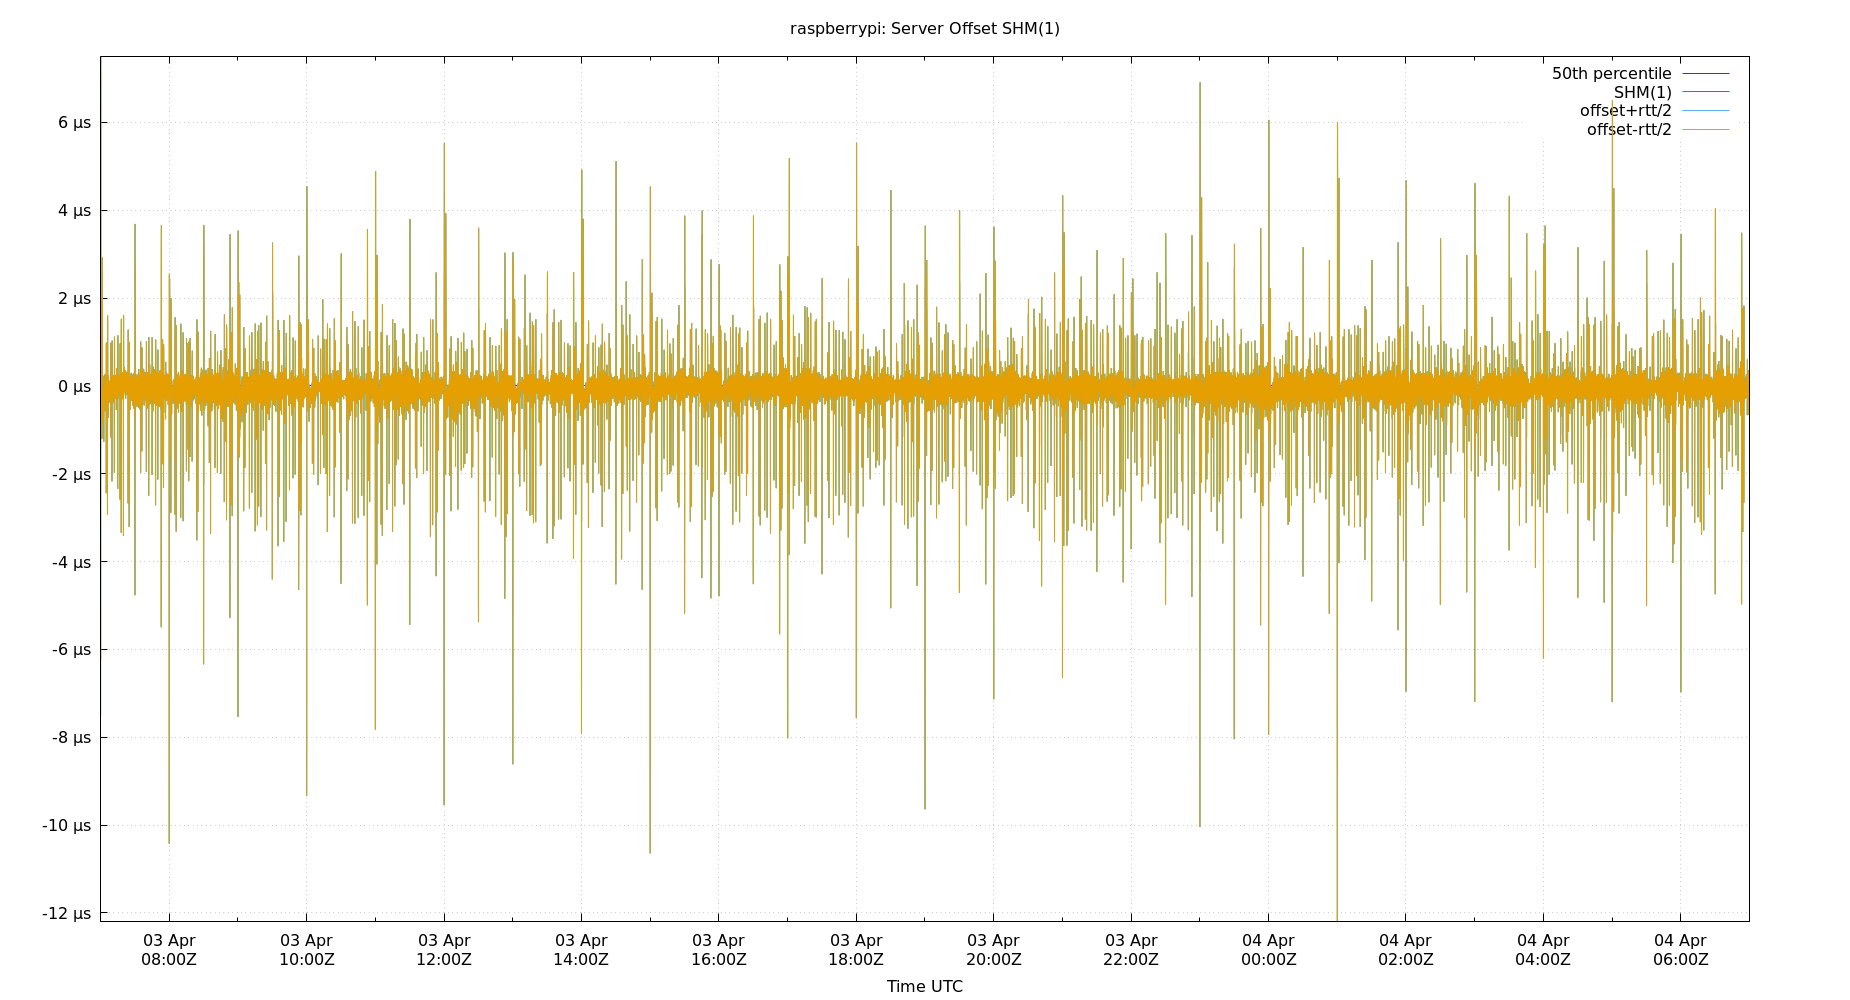 raspberrypi: Server Offset SHM(1)
50th percentile
SHM(1)
offset+rtt/2
offset-rtt/2
6 µs
4 µs
2 µs
0 µs
-2 µs
-4 µs
-6 µs
-8 µs
-10 µs
-12 µs
03 Apr 03 Apr 03 Apr 03 Apr 03 Apr 03 Apr 03 Apr 03 Apr 04 Apr 04 Apr 04 Apr 04 Apr
08:00Z 10:00Z 12:00Z 14:00Z 16:00Z 18:00Z 20:00Z 22:00Z 00:00Z 02:00Z 04:00Z 06:00Z
Time UTC